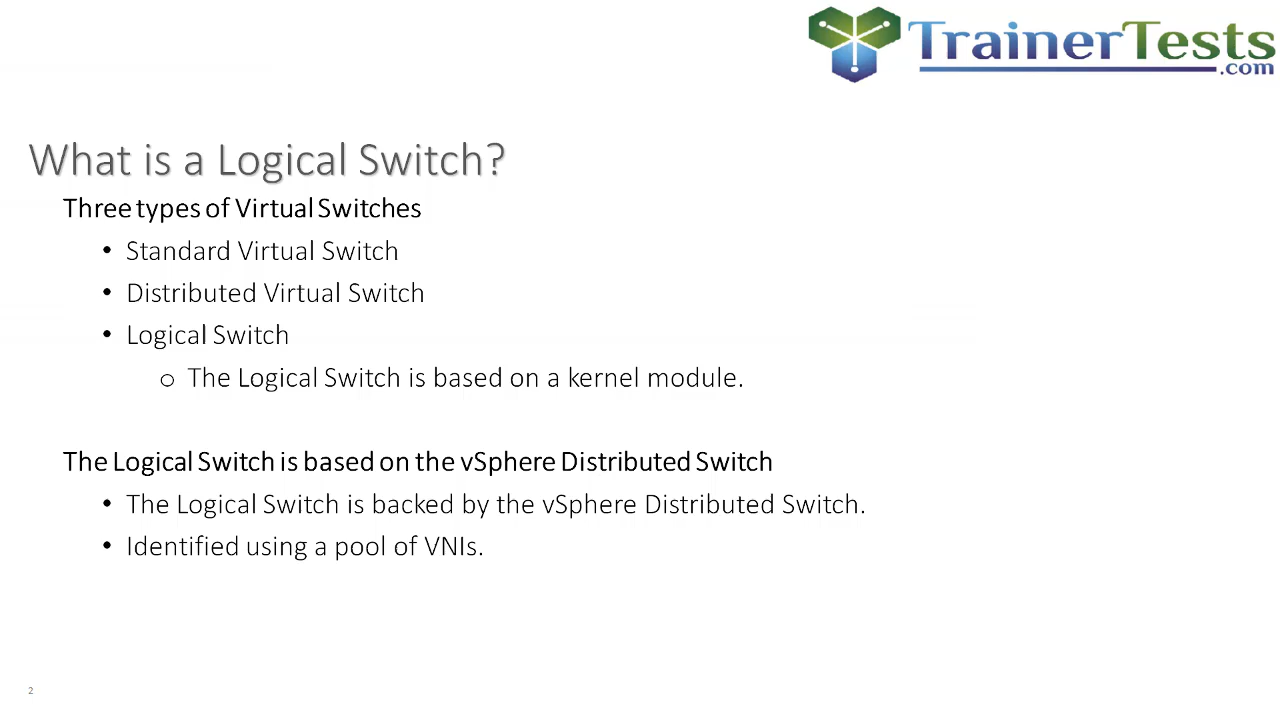 TrainerTests
.com
What is a Logical Switch?
Three types of Virtual Switches
• Standard Virtual Switch
• Distributed Virtual Switch
• Logical Switch
o The Logical Switch is based on a kernel module.
The Logical Switch is based on the vSphere Distributed Switch
• The Logical Switch is backed by the vSphere Distributed Switch.
• Identified using a pool of VNIs.
2